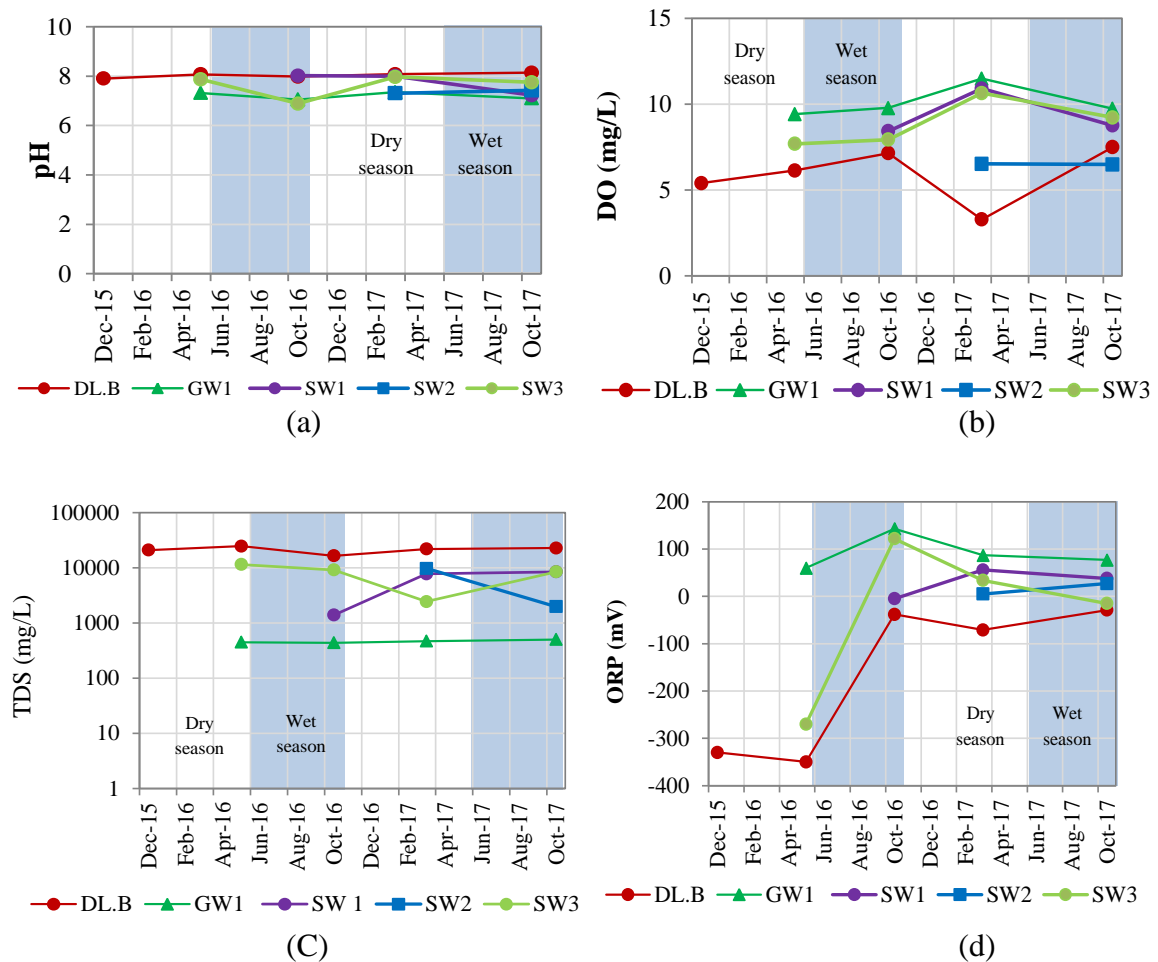 10
8
6
4
2
0
pH
Dry
season
Wet
season
Dec-15
Feb-16
Apr-16
Jun-16
Aug-16
Oct-16
Dec-16
Feb-17
Apr-17
Jun-17
Aug-17
Oct-17
DL.B GW1 SW1 SW2 SW3
(a)
15
10
5
0
DO (mg/L)
Dry
season
Wet
season
Dec-15
Feb-16
Apr-16
Jun-16
Aug-16
Oct-16
Dec-16
Feb-17
Apr-17
Jun-17
Aug-17
Oct-17
DL.B GW1 SW1 SW2 SW3
(b)
100000
10000
1000
100
10
1
TDS (mg/L)
Dry
season
Wet
season
Dec-15
Feb-16
Apr-16
Jun-16
Aug-16
Oct-16
Dec-16
Feb-17
Apr-17
Jun-17
Aug-17
Oct-17
DL.B GW1 SW 1 SW2 SW3
(C)
200
100
0
-100
-200
-300
-400
ORP (mV)
Dry
season
Wet
season
Dec-15
Feb-16
Apr-16
Jun-16
Aug-16
Oct-16
Dec-16
Feb-17
Apr-17
Jun-17
Aug-17
Oct-17
DL.B GW1 SW1 SW2 SW3
(d)